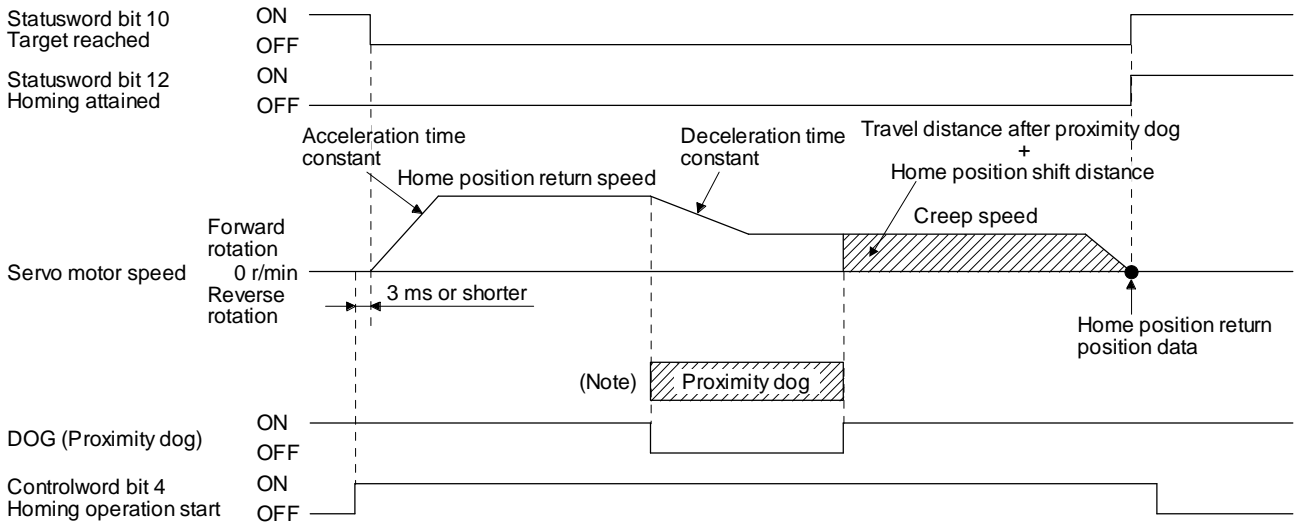 Statusword bit 10
Target reached
ON
OFF
Statusword bit 12
Homing attained
ON
OFF
Acceleration time
constant
Home position return speed
Deceleration time
constant
Travel distance after proximity dog
+
Home position shift distance
Creep speed
Servo motor speed
Forward
rotation
0 r/min
Reverse
rotation
3 ms or shorter
Home position return
position data
(Note)
Proximity dog
DOG (Proximity dog)
ON
OFF
Controlword bit 4
Homing operation start
ON
OFF